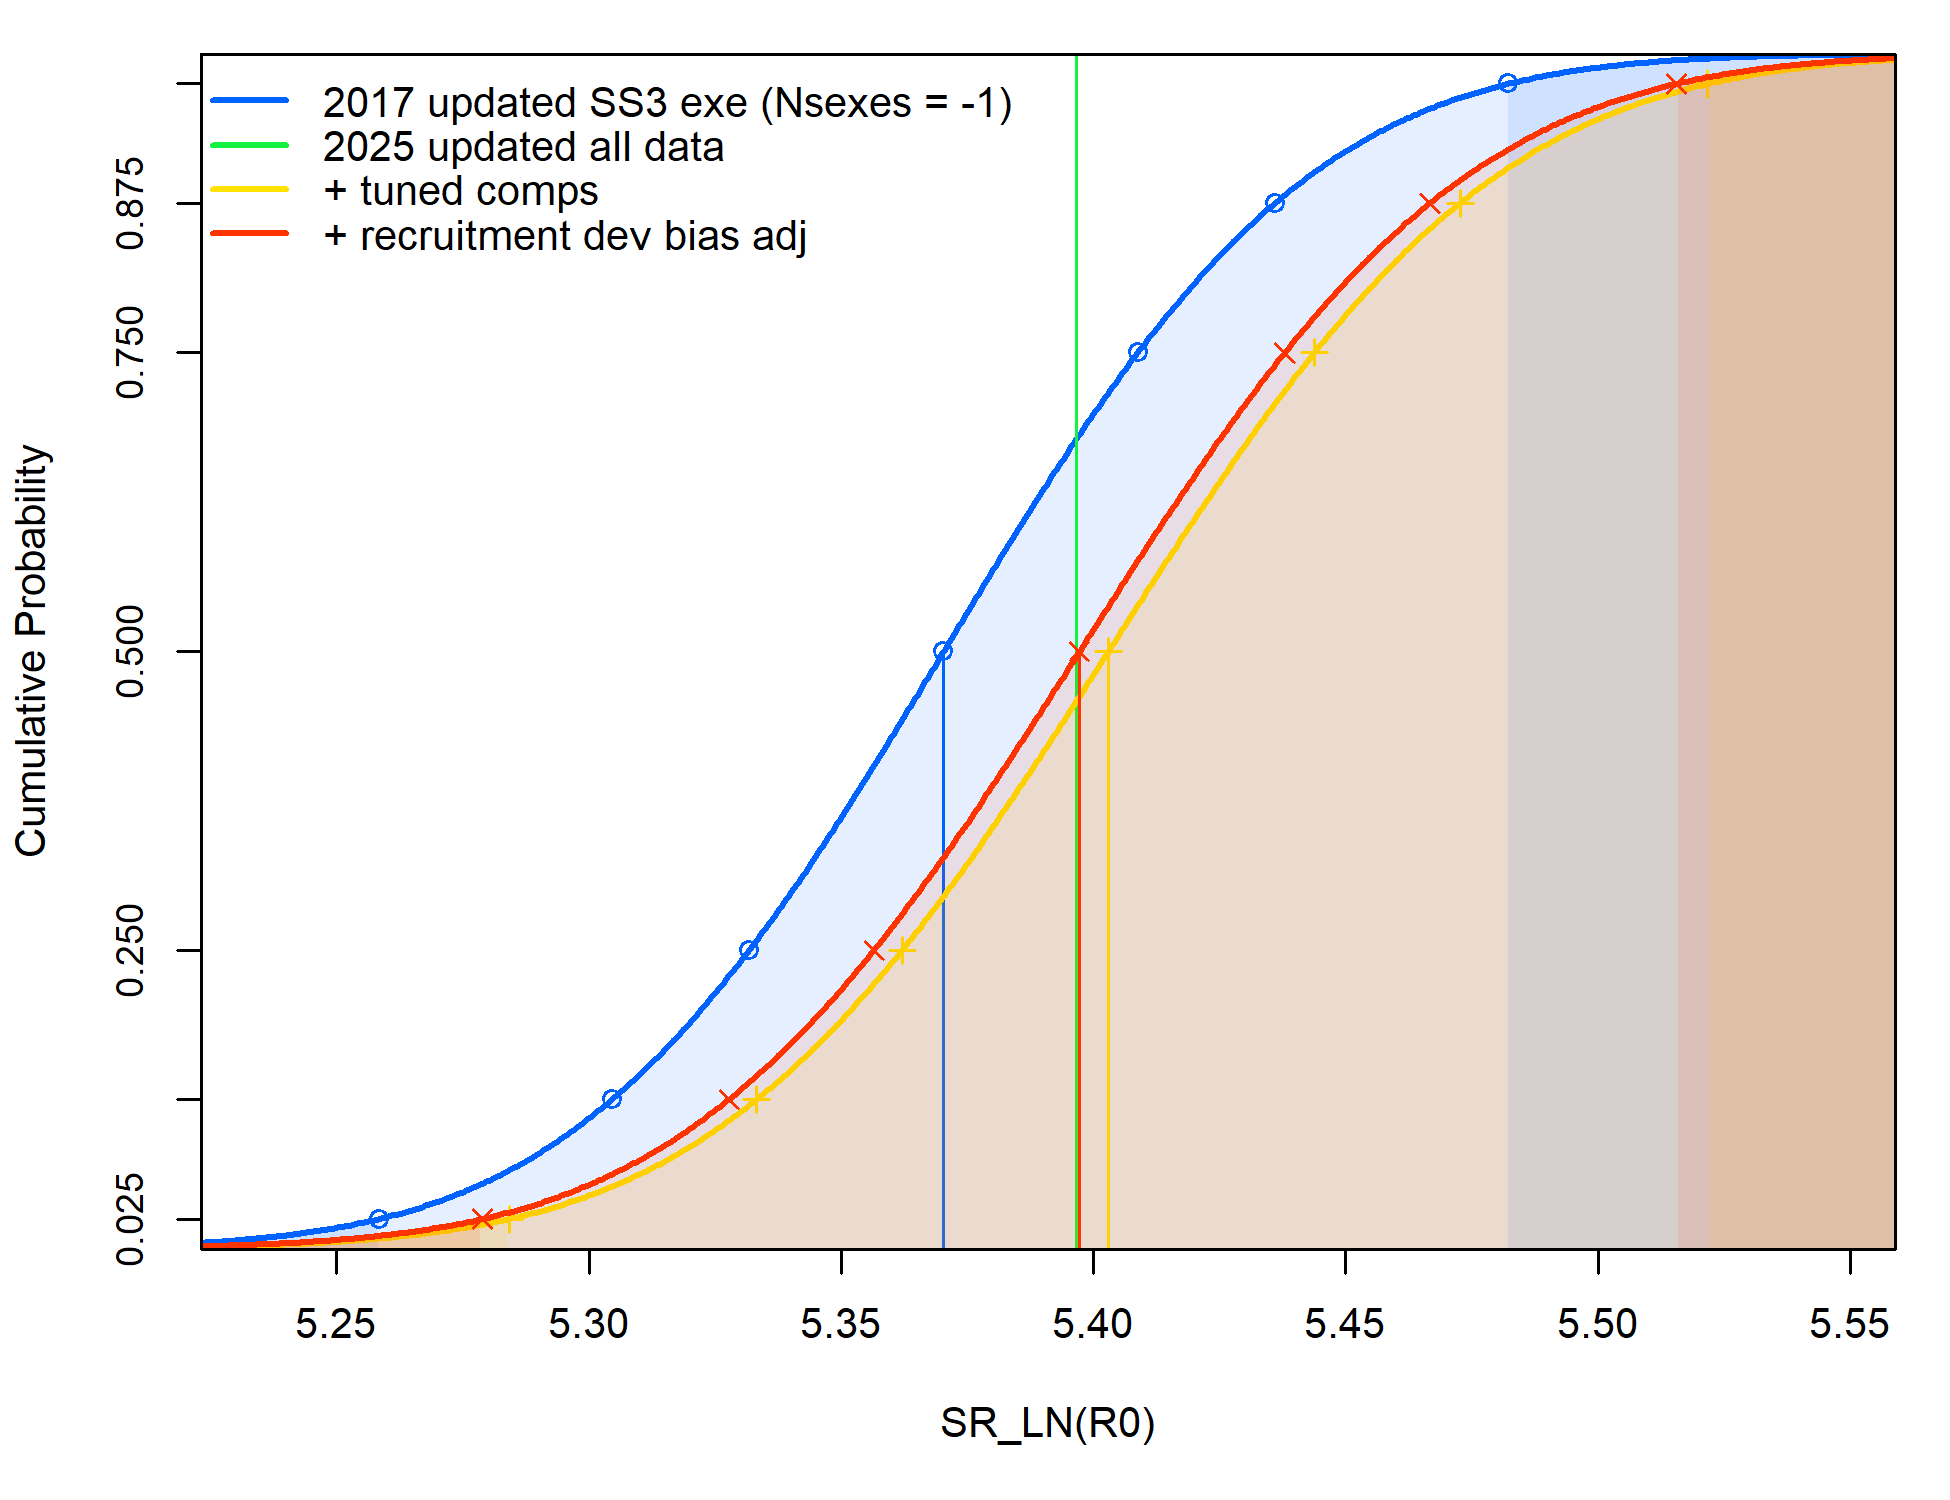 2017 updated SS3 exe (Nsexes = -1)
2025 updated all data
+ tuned comps
+ recruitment dev bias adj
Cumulative Probability
0.875
0.750
0.500
0.250
0.025
5.25 5.30 5.35 5.40 5.45 5.50 5.55
SR_LN(R0)